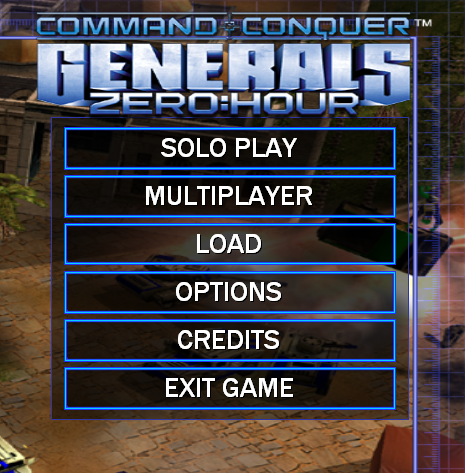 COMMAND & CONQUER™
GENERALS
ZERO:HOUR
SOLO PLAY
MULTIPLAYER
LOAD
OPTIONS
CREDITS
EXIT GAME